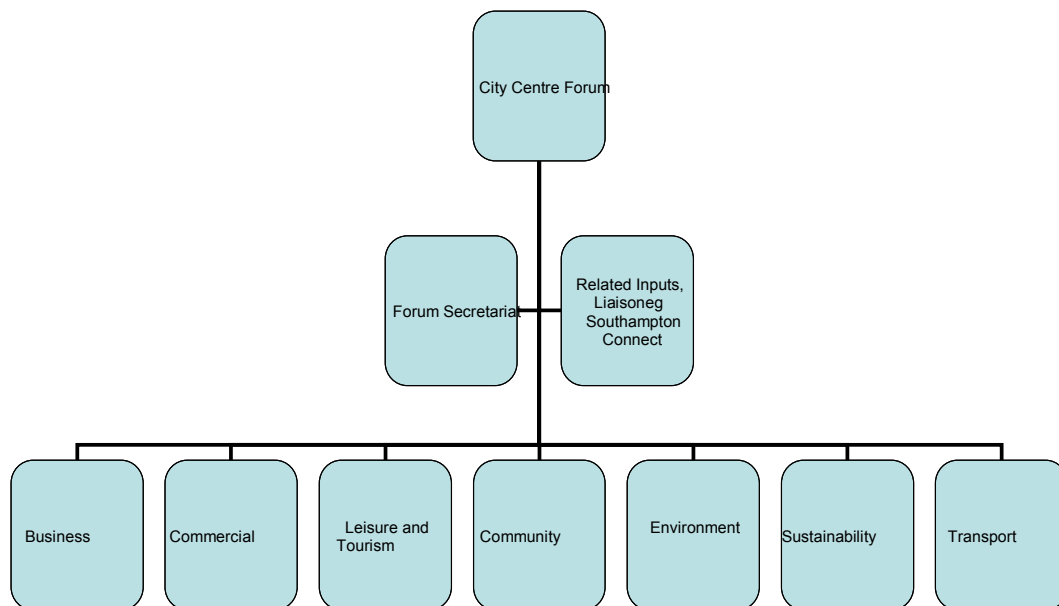 City Centre Forum
Forum Secretariat
Related Inputs,
Liaisoneg
Southampton
Connect
Business
Commercial
Leisure and
Tourism
Community
Environment
Sustainability
Transport